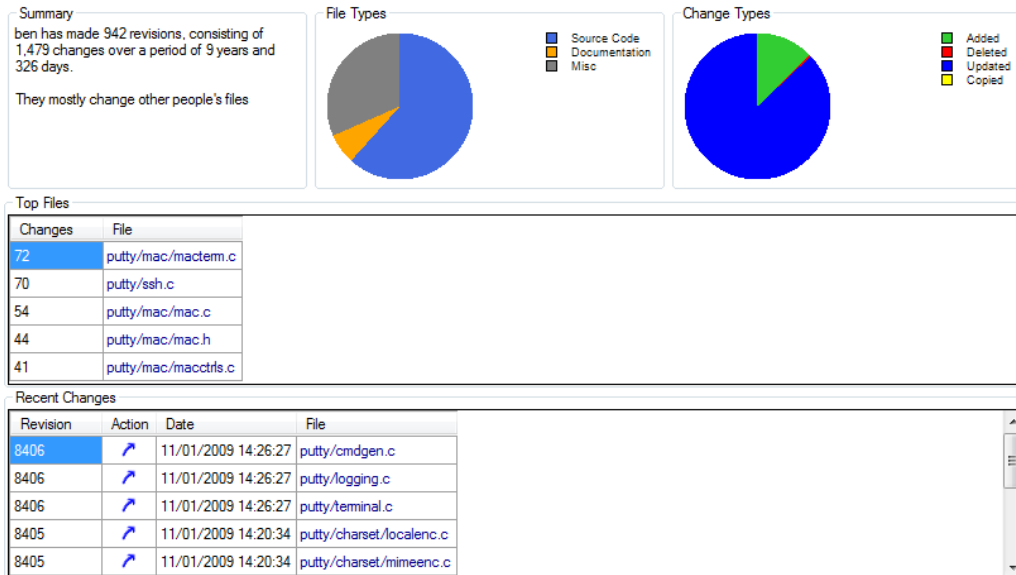 Summary
ben has made 942 revisions, consisting of
1,479 changes over a period of 9 years and
326 days.
They mostly change other people's files
File Types
Source Code
Documentation
Misc
Change Types
Added
Deleted
Updated
Copied
Top Files
Changes File
72 putty/mac/macterm.c
70 putty/ssh.c
54 putty/mac/mac.c
44 putty/mac/mac.h
41 putty/mac/macctrls.c
Recent Changes
Revision Action Date File
8406 11/01/2009 14:26:27 putty/cmdgen.c
8406 11/01/2009 14:26:27 putty/logging.c
8406 11/01/2009 14:26:27 putty/terminal.c
8405 11/01/2009 14:20:34 putty/charset/localenc.c
8405 11/01/2009 14:20:34 putty/charset/mimeenc.c